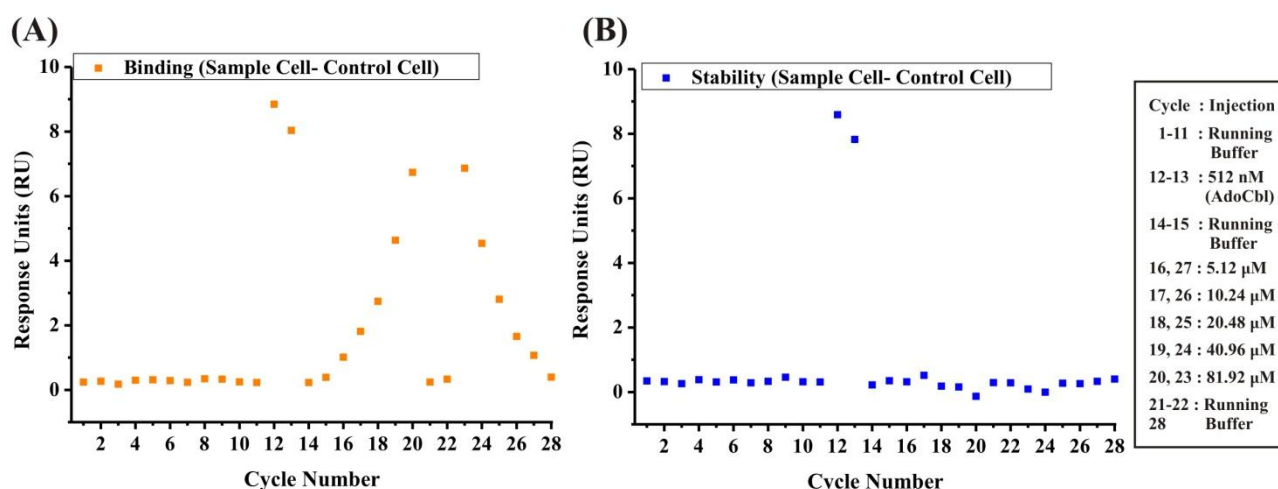 (A)
Binding (Sample Cell- Control Cell)
10
8
6
4
2
0
Response Units (RU)
2 4 6 8 10 12 14 16 18 20 22 24 26 28
Cycle Number
(B)
Stability (Sample Cell- Control Cell)
10
8
6
4
2
0
Response Units (RU)
2 4 6 8 10 12 14 16 18 20 22 24 26 28
Cycle Number
Cycle : Injection
1-11 : Running
Buffer
12-13 : 512 nM
(AdoCbl)
14-15 : Running
Buffer
16, 27 : 5.12 μM
17, 26 : 10.24 μM
18, 25 : 20.48 μM
19, 24 : 40.96 μM
20, 23 : 81.92 μM
21-22 : Running
28 Buffer